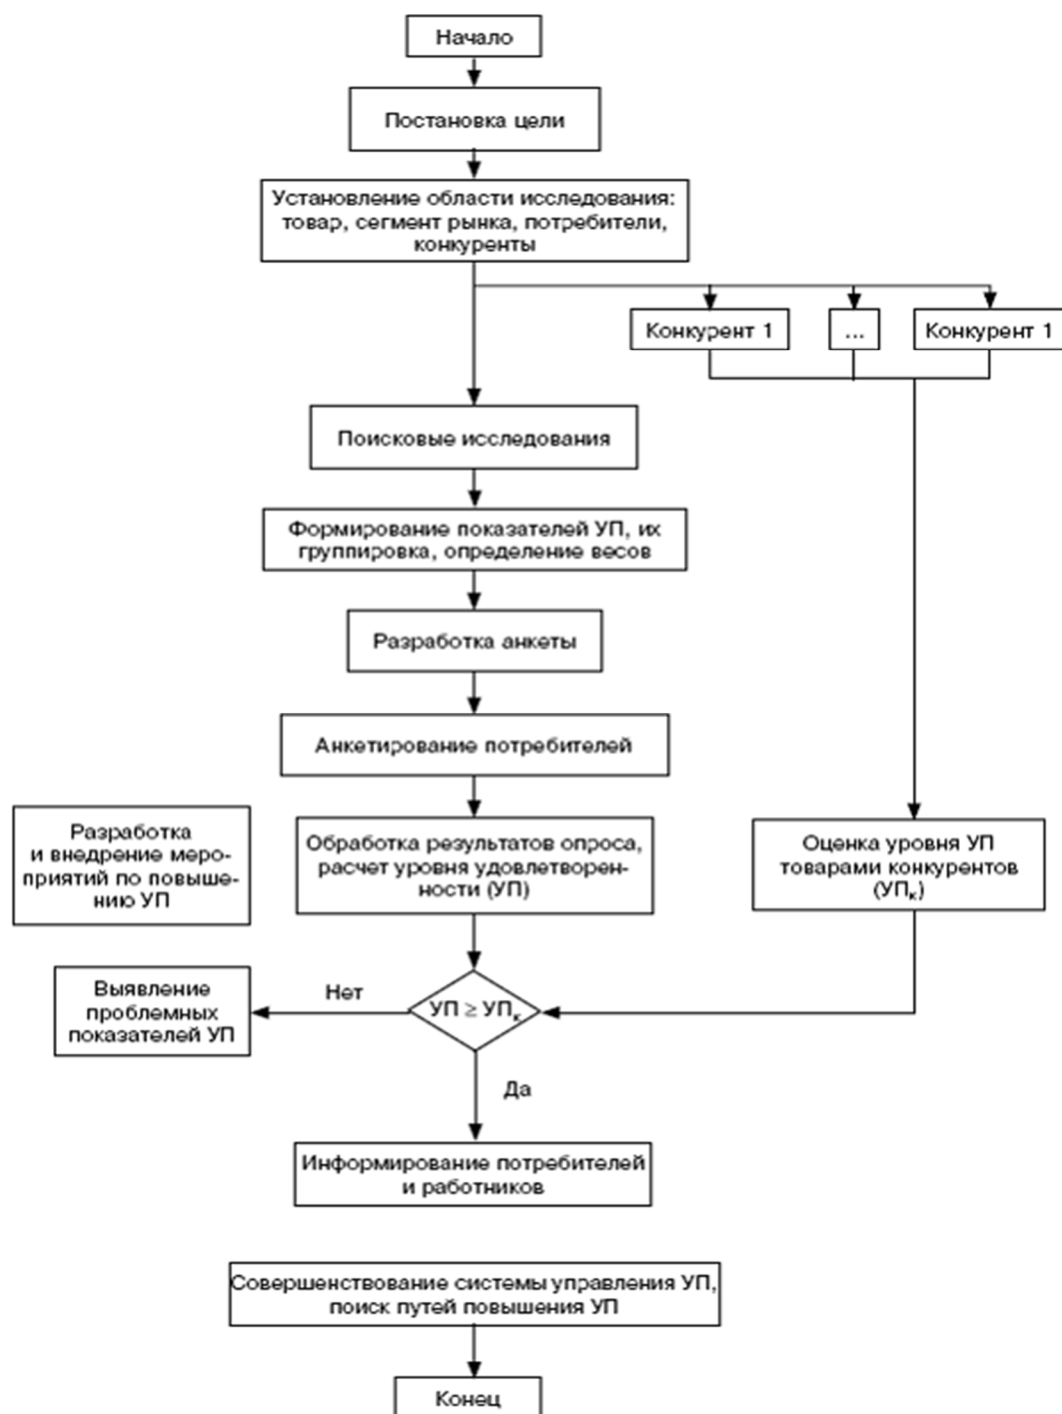 Начало
Постановка цели
Установление области исследования:
товар, сегмент рынка, потребители,
конкуренты
Конкурент 1
...
Конкурент 1
Поисковые исследования
Формирование показателей УП, их
группировка, определение весов
Разработка анкеты
Анкетирование потребителей
Разработка
и внедрение меро-
приятий по повыше-
нию УП
Обработка результатов опроса,
расчет уровня удовлетворен-
ности (УП)
Оценка уровня УП
товарами конкурентов
(УПк)
Выявление
проблемных
показателей УП
Нет
УП ≥ УПк
Да
Информирование потребителей
и работников
Совершенствование системы управления УП,
поиск путей повышения УП
Конец